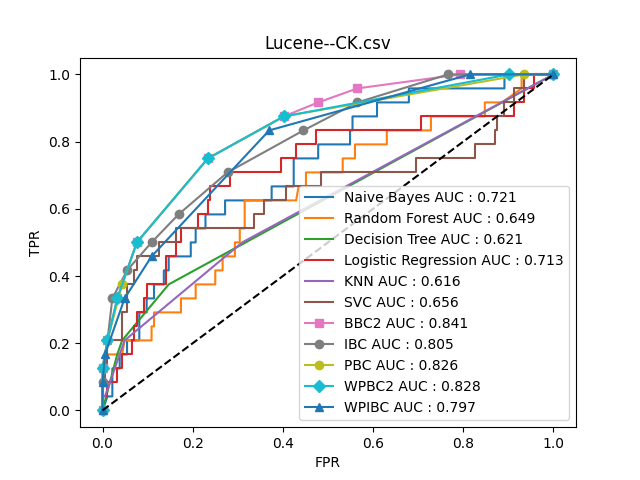 Lucene--CK.csv
TPR
1.0
0.8
0.6
0.4
0.2
0.0
Naive Bayes AUC : 0.721
Random Forest AUC : 0.649
Decision Tree AUC : 0.621
Logistic Regression AUC : 0.713
KNN AUC : 0.616
SVC AUC : 0.656
BBC2 AUC : 0.841
IBC AUC : 0.805
PBC AUC : 0.826
WPBC2 AUC : 0.828
WPIBC AUC : 0.797
0.0 0.2 0.4 0.6 0.8 1.0
FPR